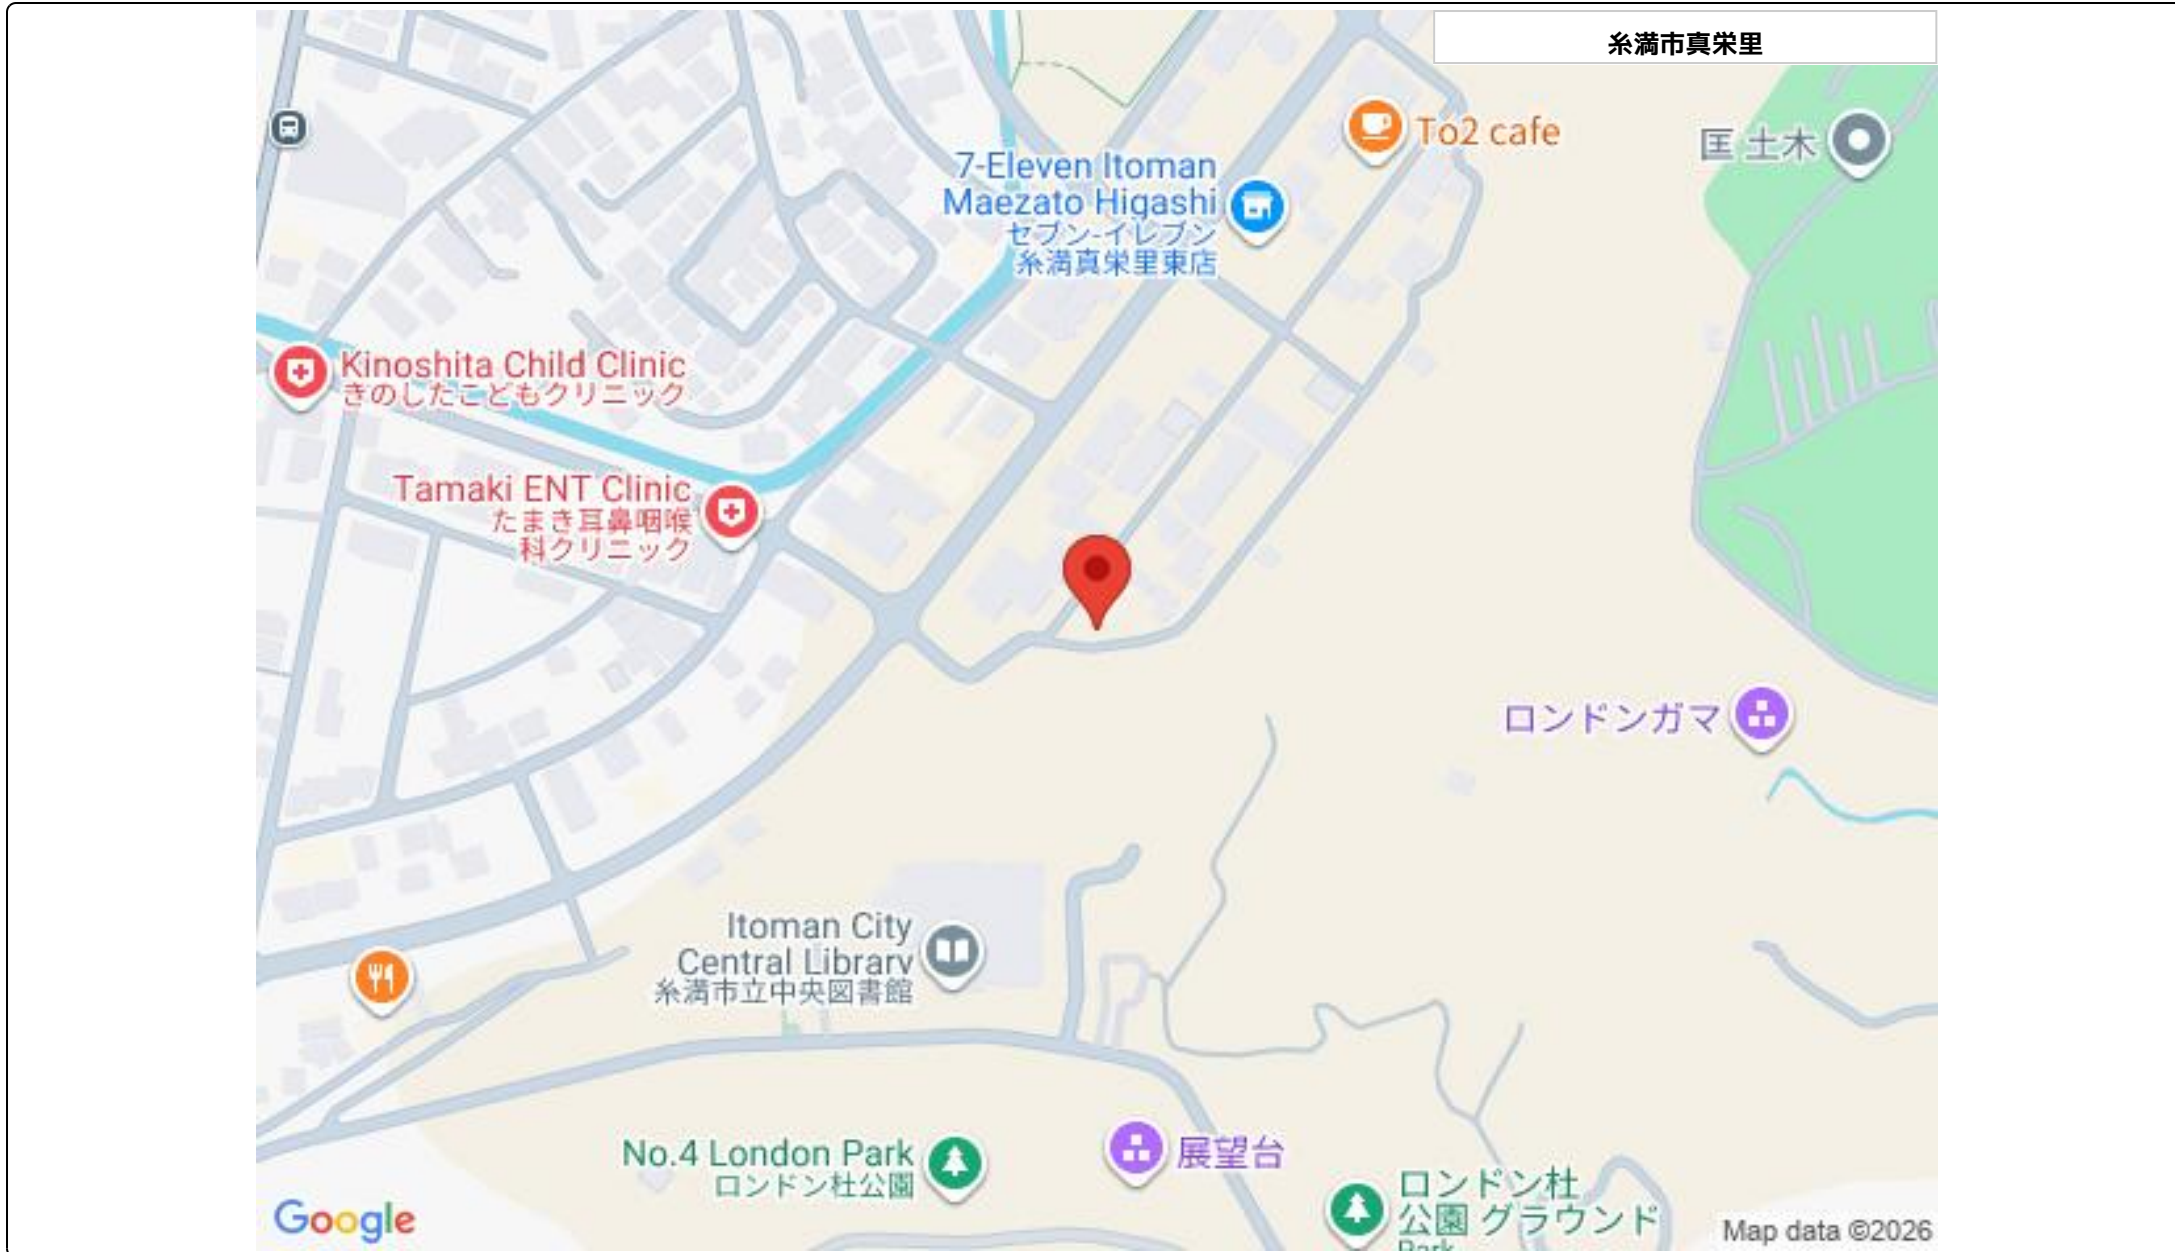 糸満市真栄里
To2 cafe
匡 土木
7-Eleven Itoman
Maezato Higashi
セブン-イレブン
糸満真栄里東店
Kinoshita Child Clinic
きのしたこどもクリニック
Tamaki ENT Clinic
たまき耳鼻咽喉
科クリニック
ロンドンガマ
Itoman City
Central Library
糸満市立中央図書館
No.4 London Park
ロンドン杜公園
展望台
ロンドン杜
公園 グラウンド
Park
Google
Map data ©2026